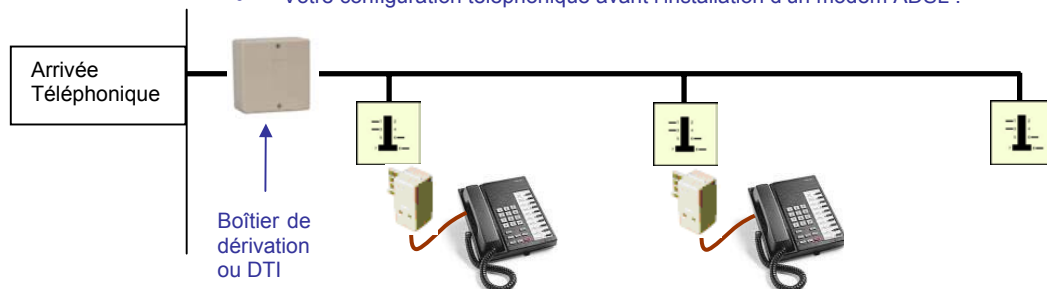 Votre configuration téléphonique avant l'installation d'un modem ADSL :
Arrivée
Téléphonique
Boîtier de
dérivation
ou DTI